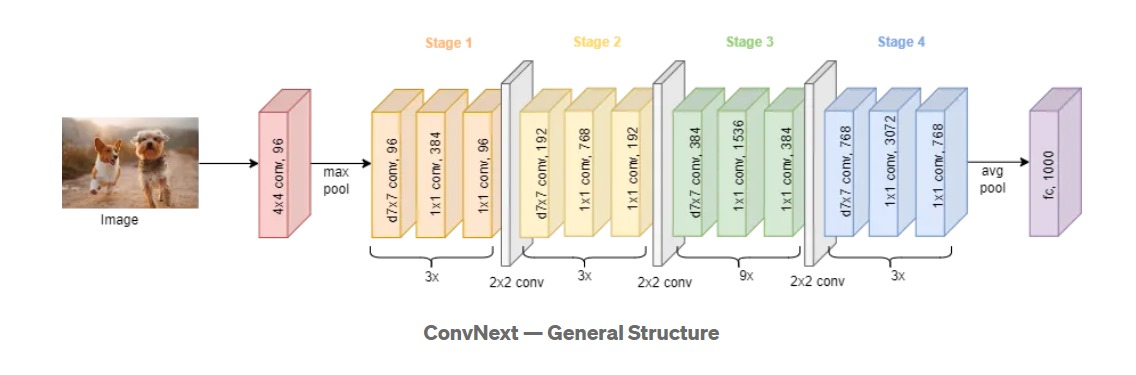 Stage 1
Stage 2
Stage 3
Stage 4
Image
4x4 conv, 96
max
pool
d7x7 conv, 96
1x1 conv, 384
1x1 conv, 96
3x
2x2 conv
d7x7 conv, 192
1x1 conv, 768
1x1 conv, 192
3x
2x2 conv
d7x7 conv, 384
1x1 conv, 1536
1x1 conv, 384
9x
2x2 conv
d7x7 conv, 768
1x1 conv, 3072
1x1 conv, 768
3x
avg
pool
fc, 1000
ConvNext — General Structure